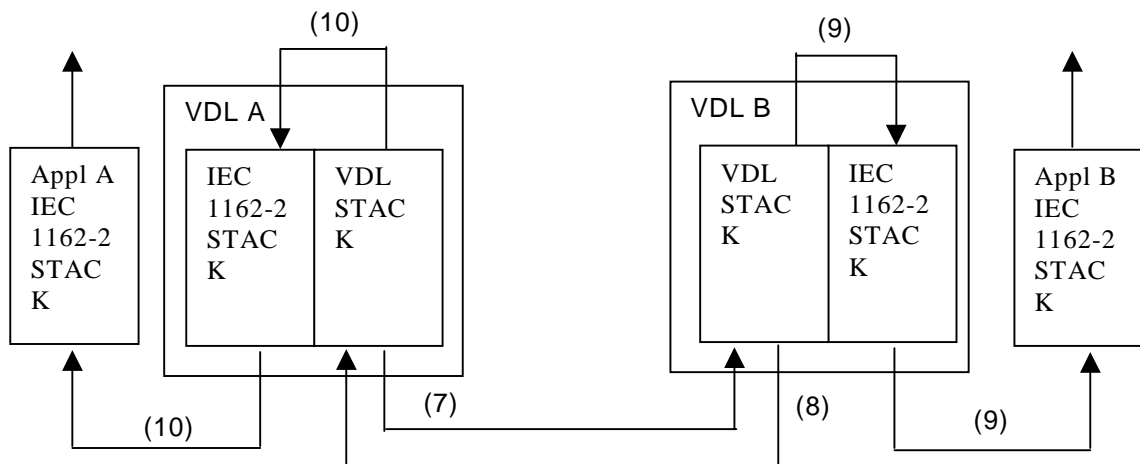 (10)
(9)
VDL A
VDL B
Appl A
IEC
1162-2
STAC
K
IEC
1162-2
STAC
K
VDL
STAC
K
VDL
STAC
K
IEC
1162-2
STAC
K
Appl B
IEC
1162-2
STAC
K
(10)
(7)
(8)
(9)